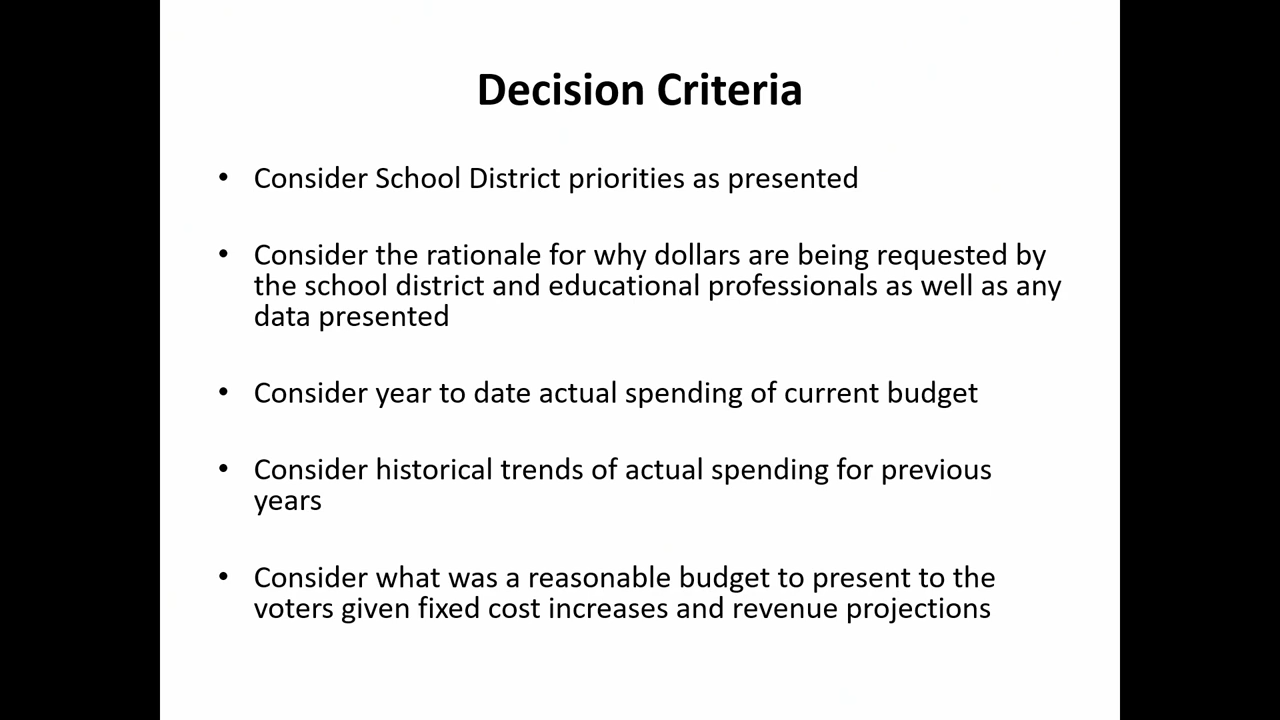 Decision Criteria
• Consider School District priorities as presented
• Consider the rationale for why dollars are being requested by
the school district and educational professionals as well as any
data presented
• Consider year to date actual spending of current budget
• Consider historical trends of actual spending for previous
years
• Consider what was a reasonable budget to present to the
voters given fixed cost increases and revenue projections